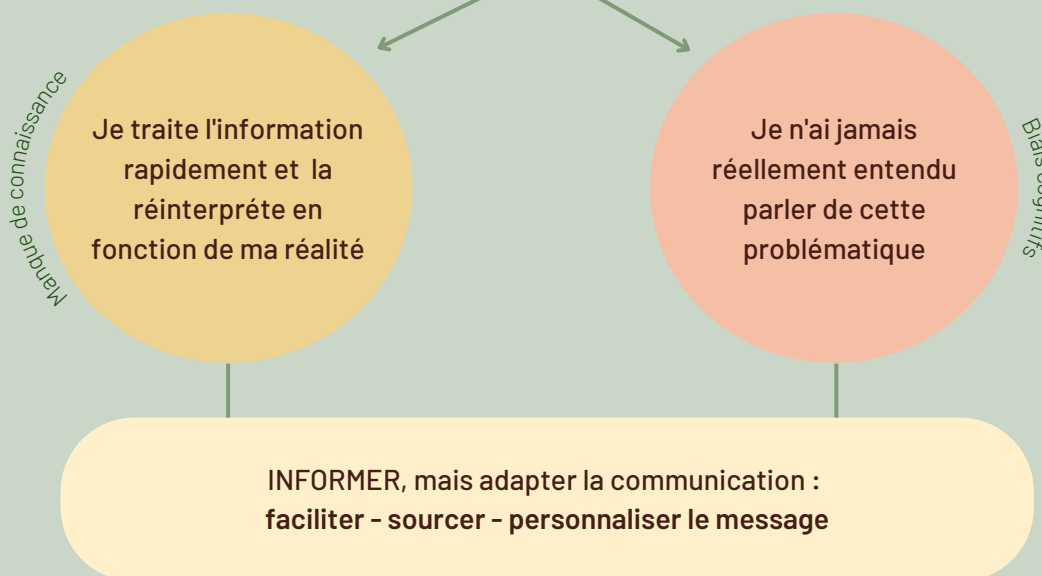 Manque de connaissance
Je traite l'information
rapidement et la
réinterpréte en
fonction de ma réalité
Je n'ai jamais
réellement entendu
parler de cette
problématique
Biais cognitifs
INFORMER, mais adapter la communication :
faciliter - sourcer - personnaliser le message